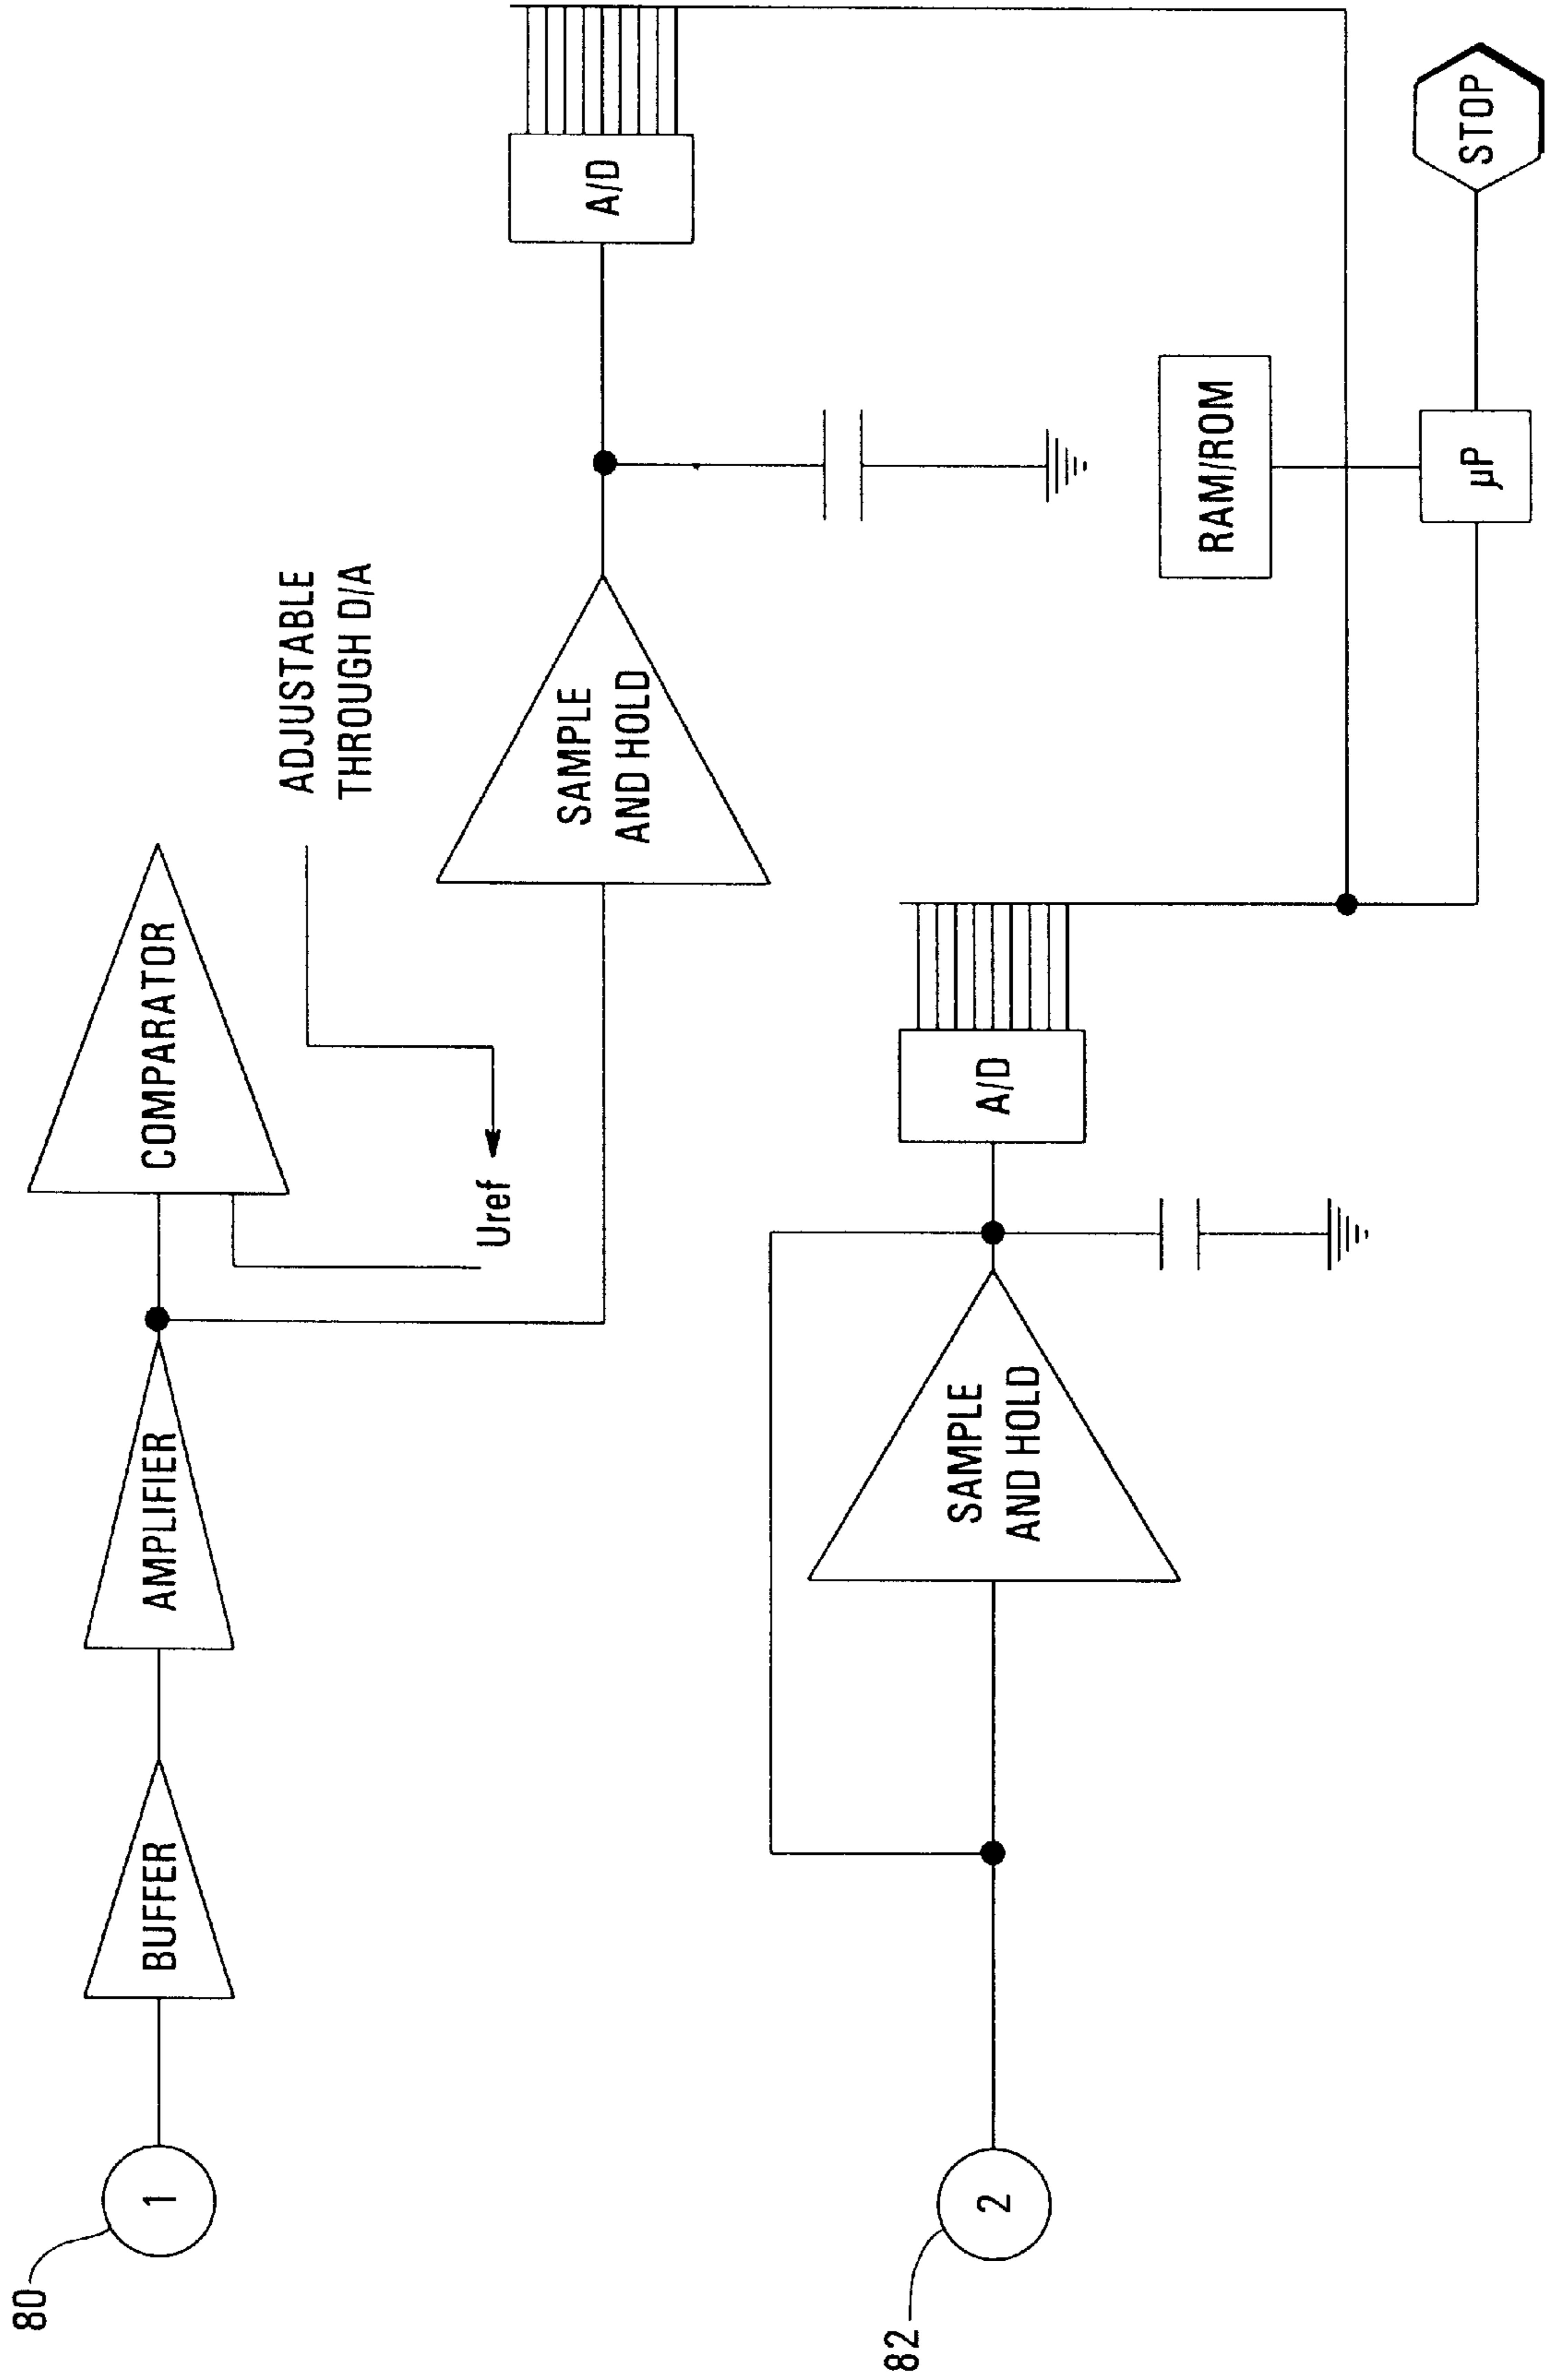 80
1
BUFFER
AMPLIFIER
COMPARATOR
Uref
ADJUSTABLE
THROUGH D/A
SAMPLE
AND HOLD
A/D
82
2
SAMPLE
AND HOLD
A/D
RAM/ROM
µP
STOP